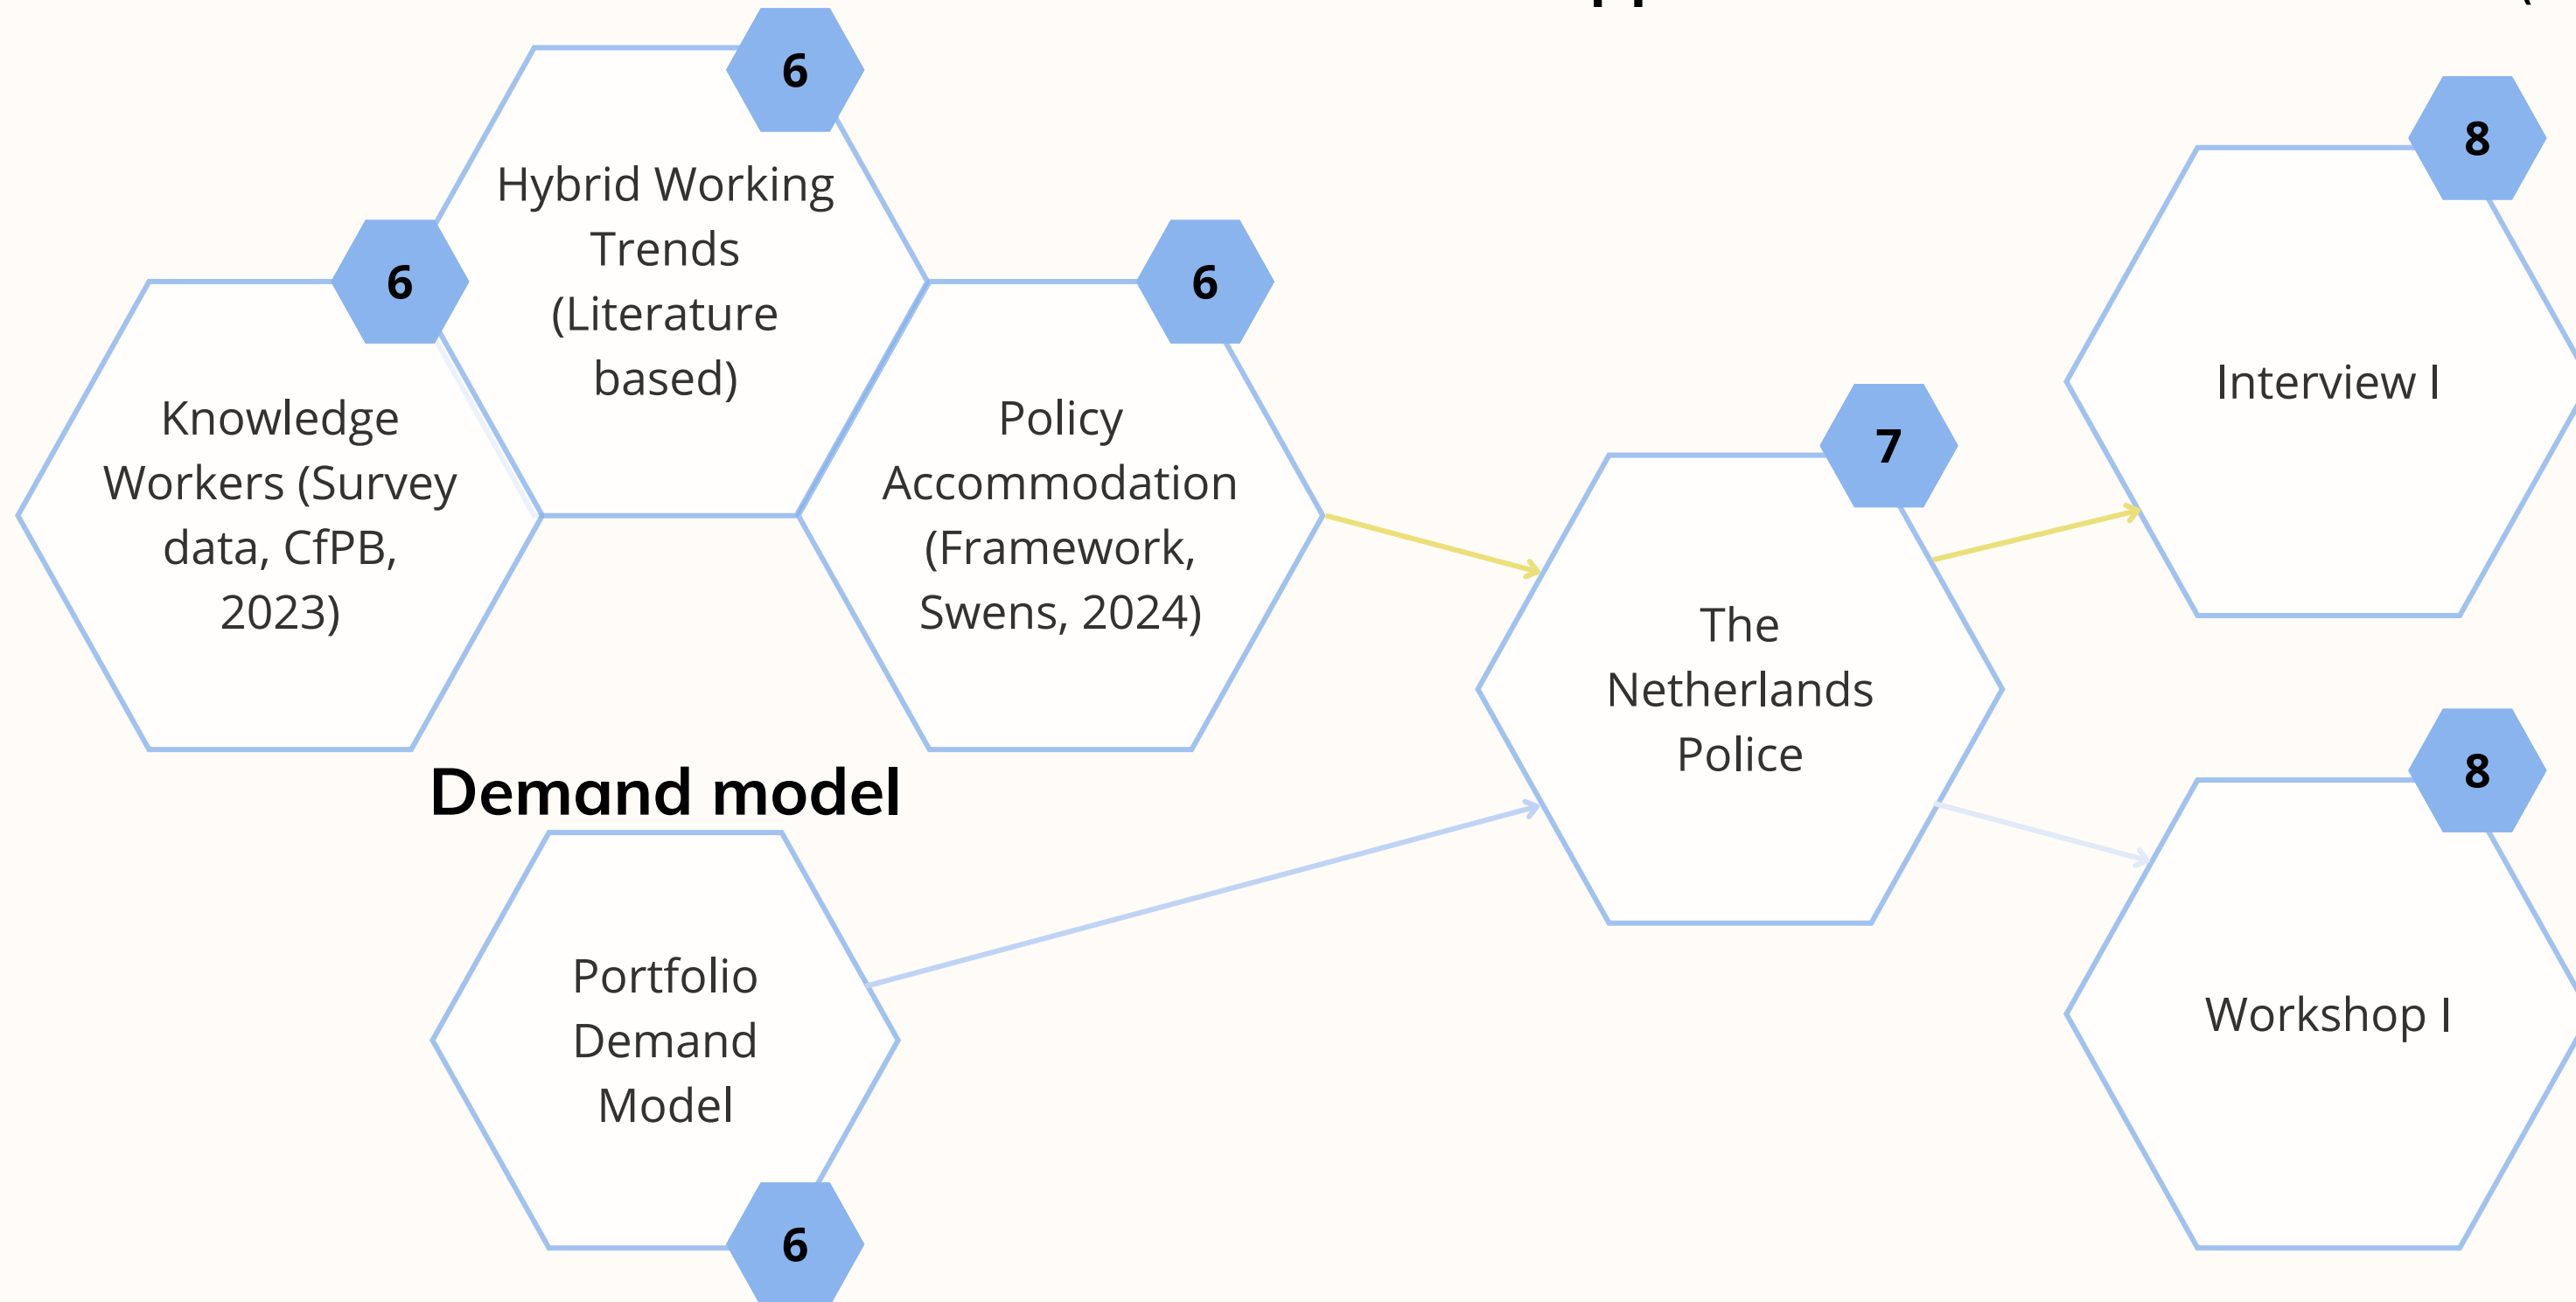 6
Hybrid Working
Trends
(Literature
based)
6
Knowledge
Workers (Survey
data, CfPB,
2023)
6
Policy
Accommodation
(Framework,
Swens, 2024)
Demand model
Portfolio
Demand
Model
6
7
The
Netherlands
Police
8
Interview I
8
Workshop I